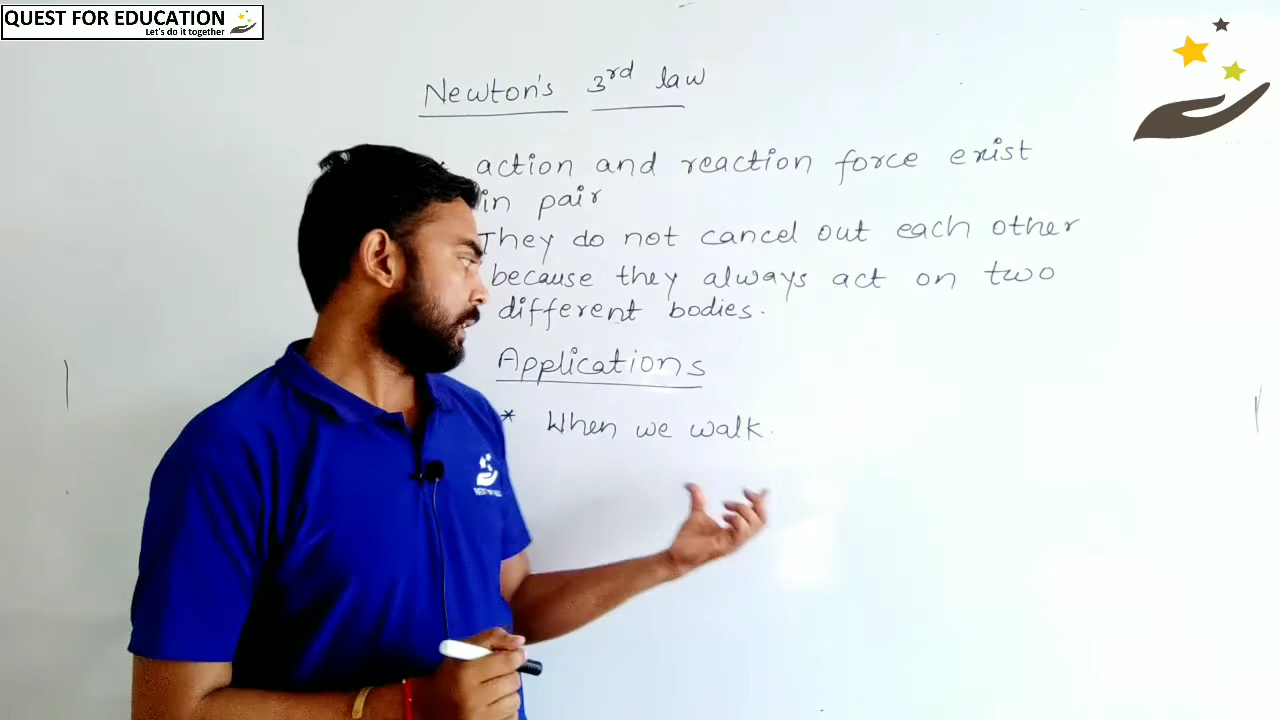 QUEST FOR EDUCATION
Let's do it together
Newton's 3rd law
action and reaction force exist
in pair
They do not cancel out each other
because they always act on two
different bodies.
Applications
* When we walk.